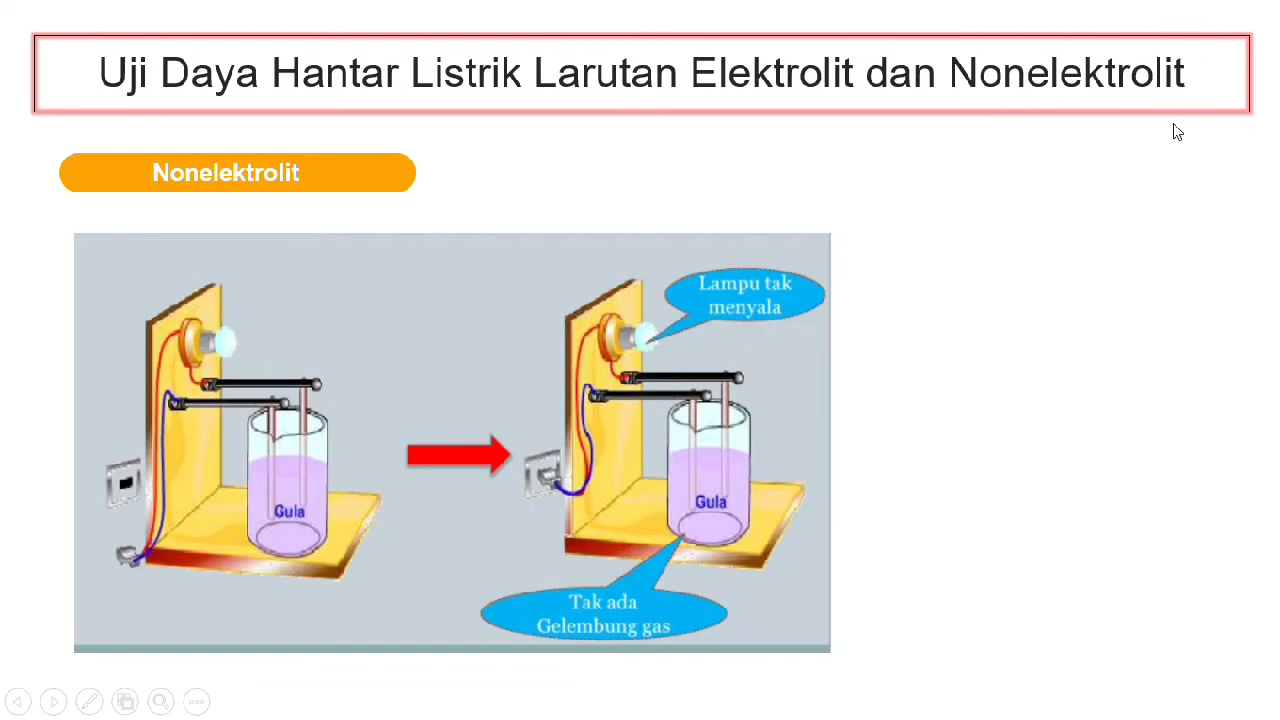 Uji Daya Hantar Listrik Larutan Elektrolit dan Nonelektrolit
Nonelektrolit
Lampu tak
menyala
Gula
Gula
Tak ada
Gelembung gas